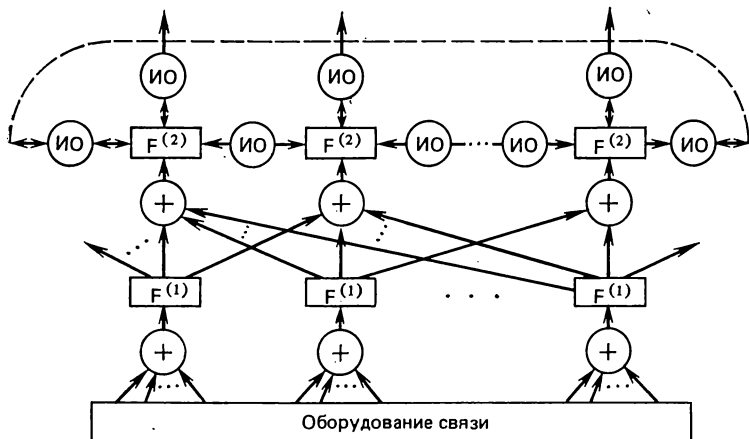 ИО ИО ИО
ИО F(2) ИО F(2) ИО ... ИО F(2) ИО
+ + +
F(1) F(1) . . . F(1)
+ + +
Оборудование связи